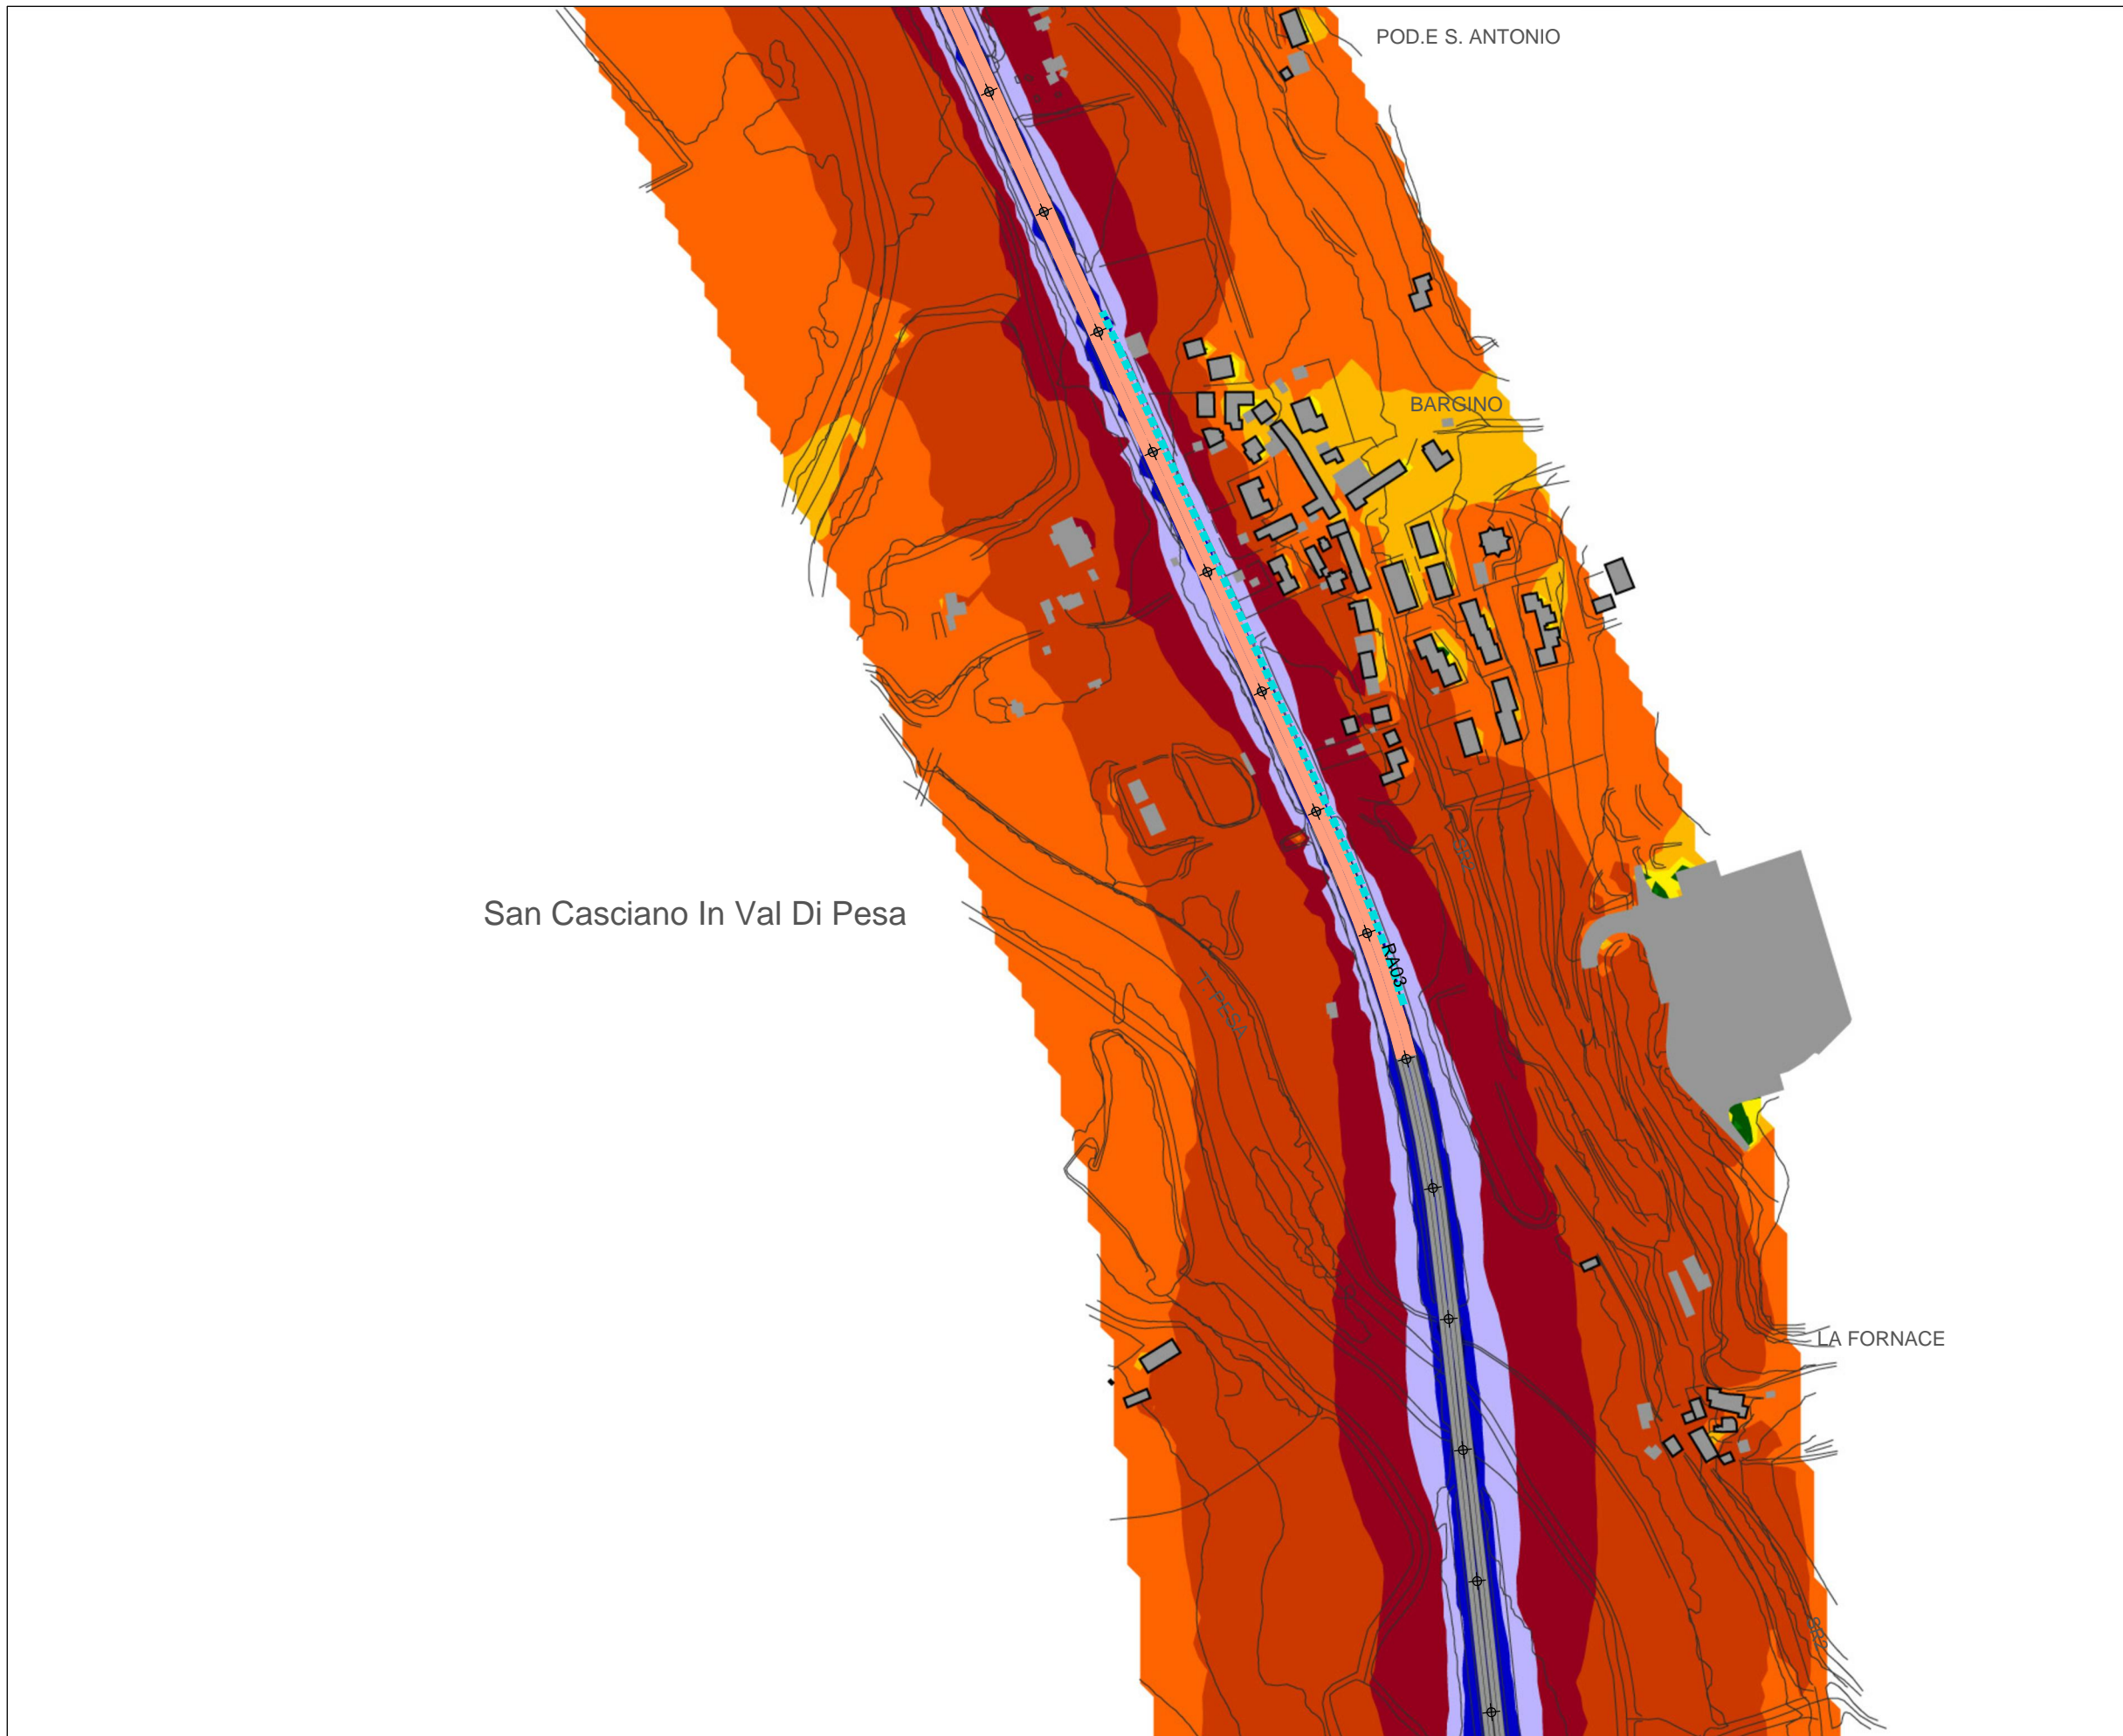 POD.E S. ANTONIO
BARGINO
San Casciano In Val Di Pesa
RA03
T. PESA
LA FORNACE